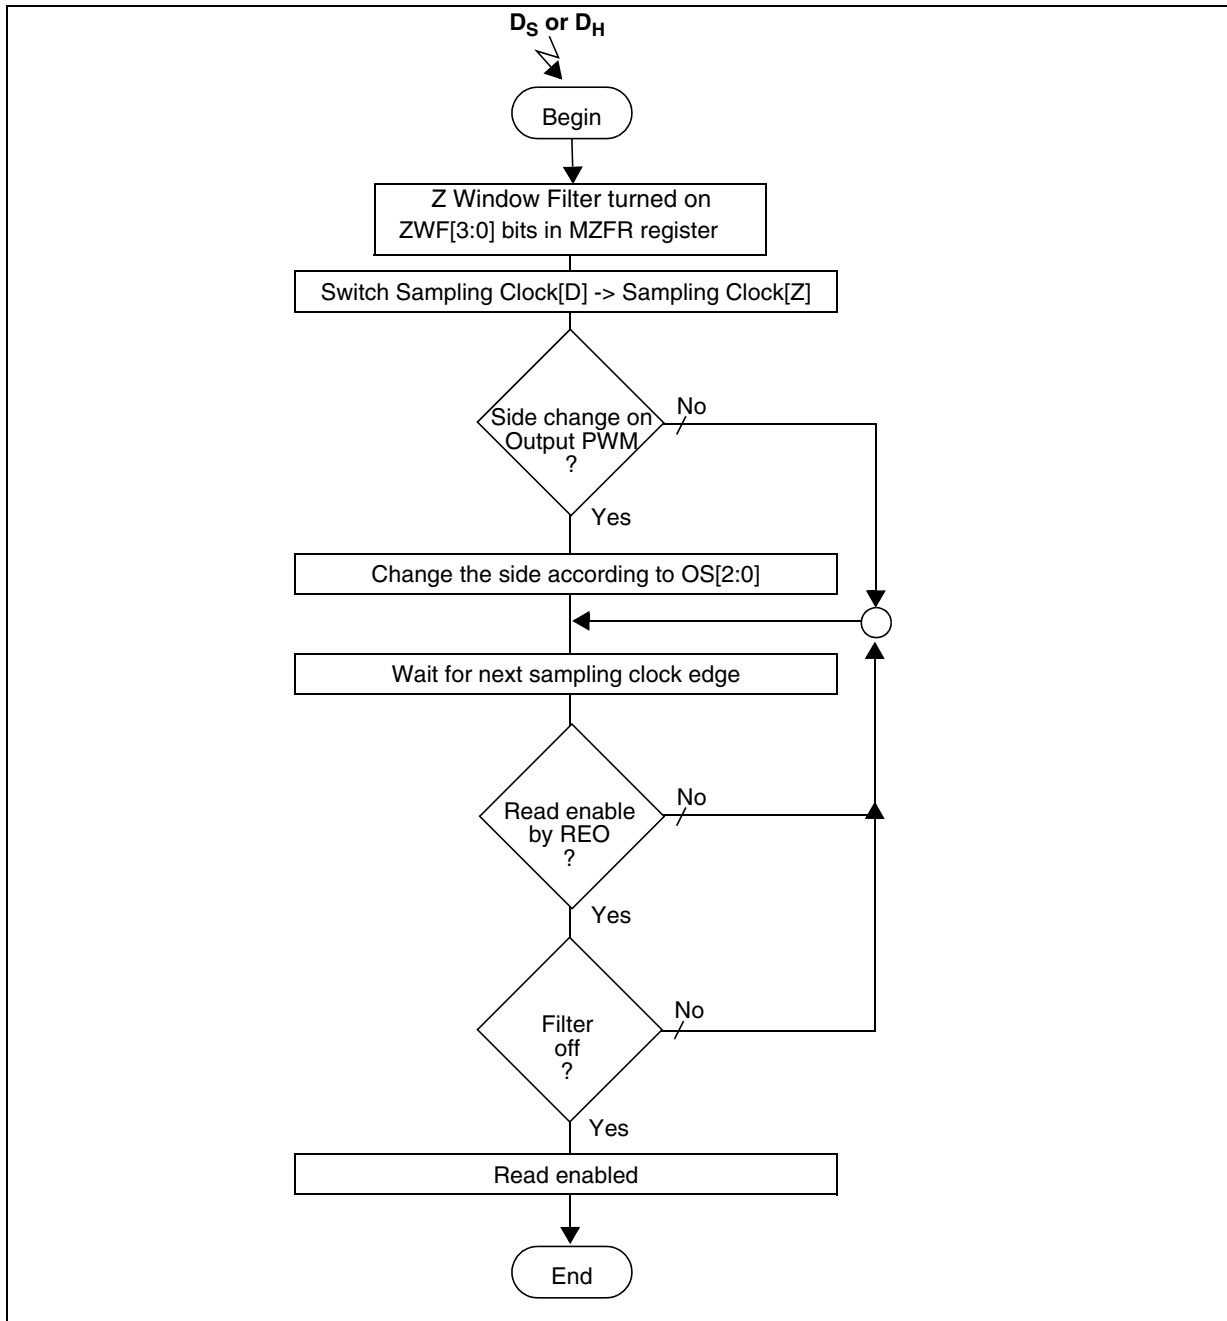 DS or DH
Begin
Z Window Filter turned on
ZWF[3:0] bits in MZFR register
Switch Sampling Clock[D] -> Sampling Clock[Z]
Side change on
Output PWM
?
No
Yes
Change the side according to OS[2:0]
Wait for next sampling clock edge
Read enable
by REO
?
No
Yes
Filter
off
?
No
Yes
Read enabled
End